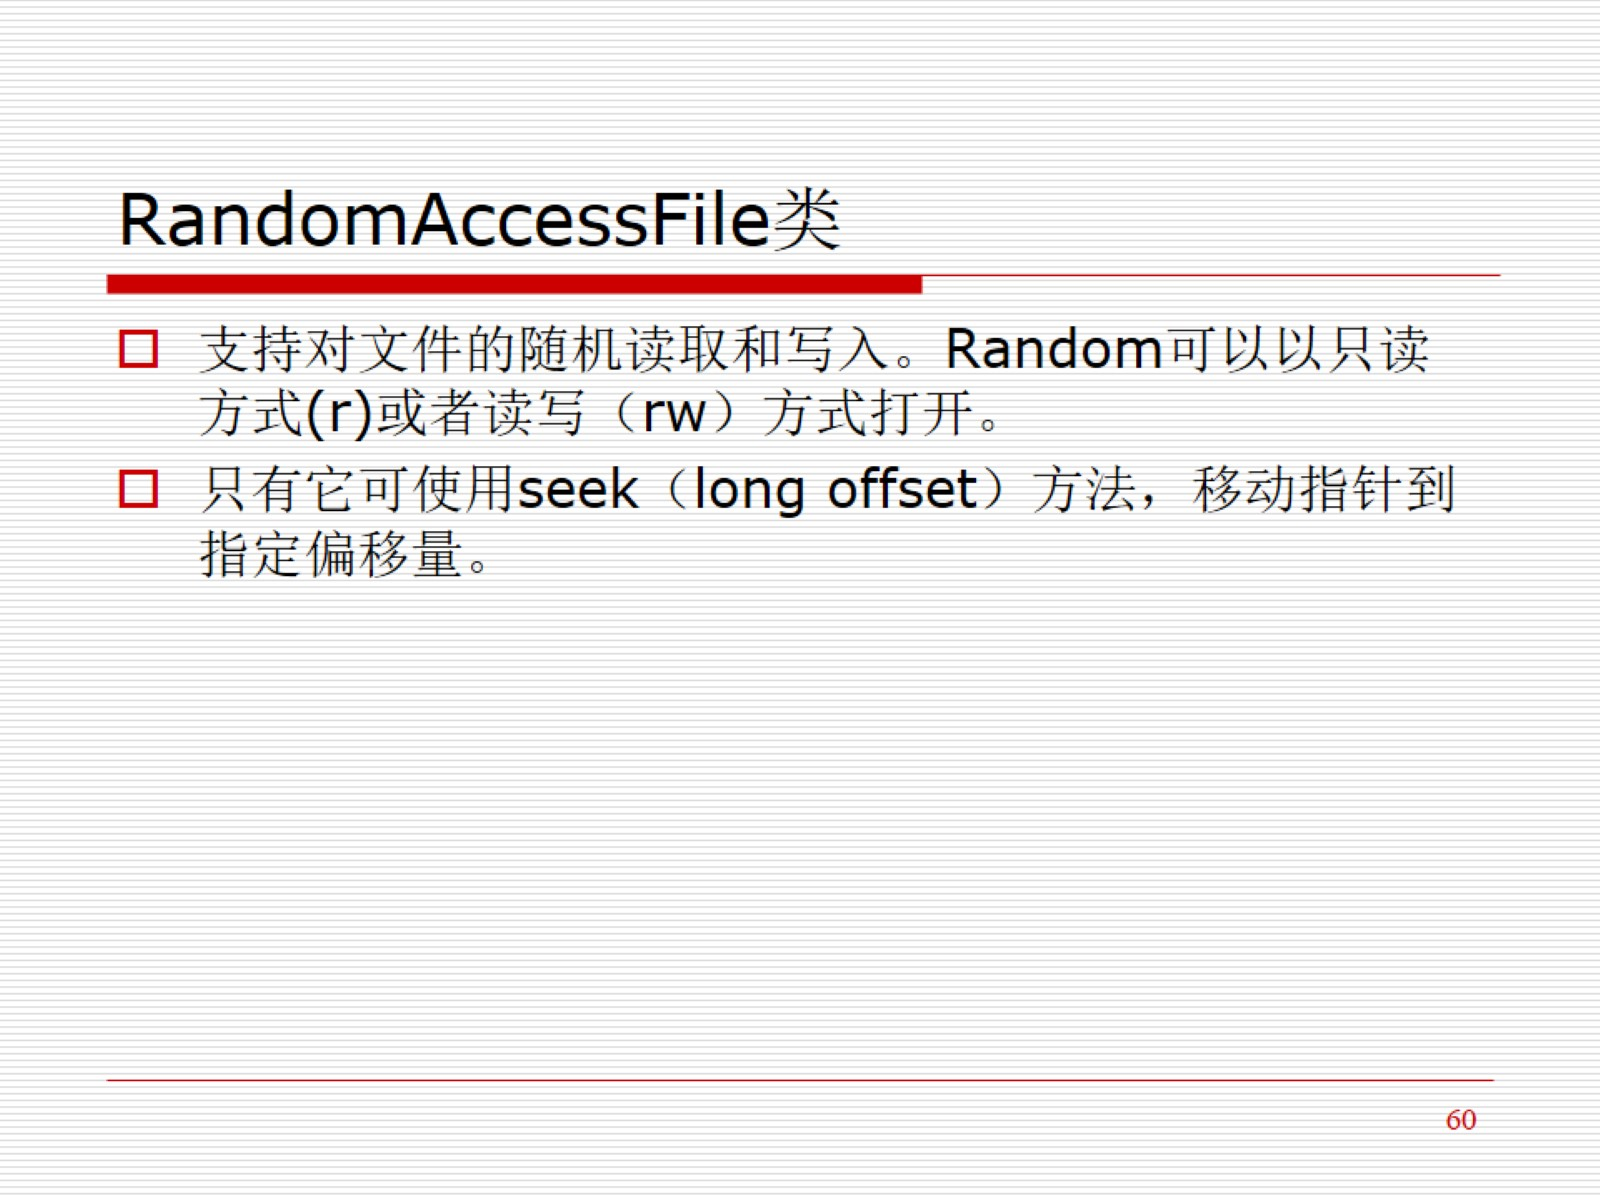 RandomAccessFile类
支持对文件的随机读取和写入。Random可以以只读
方式(r)或者读写（rw）方式打开。
只有它可使用seek（long offset）方法，移动指针到
指定偏移量。
60